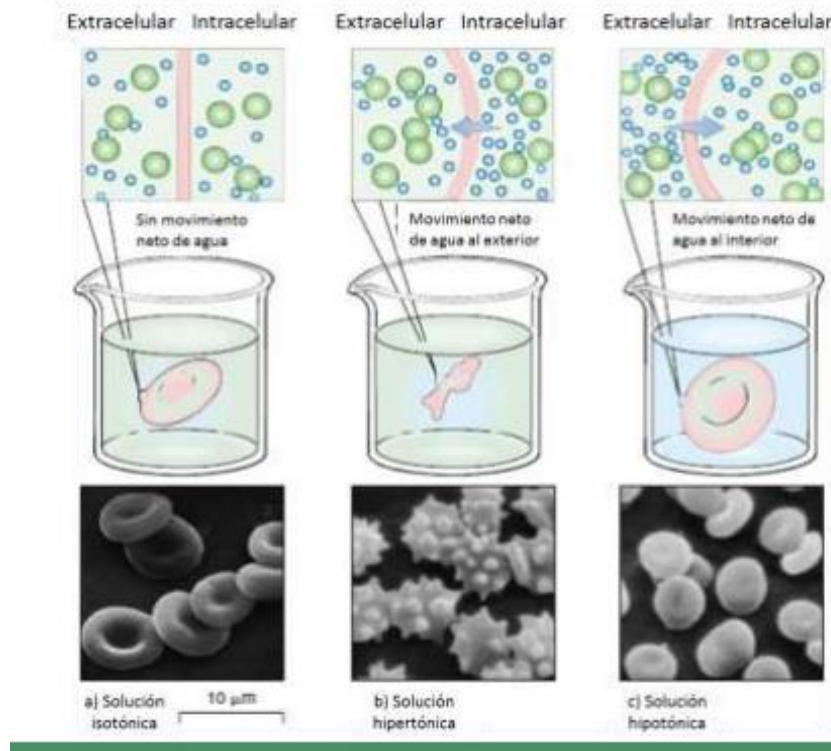 Extracelular Intracelular
Extracelular Intracelular
Extracelular Intracelular
Sin movimiento
neto de agua
Movimiento neto
de agua al exterior
Movimiento neto de
agua al interior
a) Solución
isotónica
10 µm
b) Solución
hipertónica
c) Solución
hipotónica